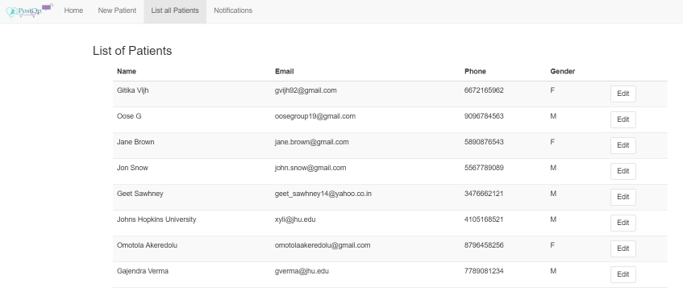 PostOp Home New Patient List all Patients Notifications
List of Patients
Name Email Phone Gender
Gitika Vijh gvijh92@gmail.com 6672165962 F Edit
Oose G oosegroup19@gmail.com 9096784563 M Edit
Jane Brown jane.brown@gmail.com 5890876543 F Edit
Jon Snow john.snow@gmail.com 5567789089 M Edit
Geet Sawhney geet_sawhney14@yahoo.co.in 3476662121 M Edit
Johns Hopkins University xyli@jhu.edu 4105168521 M Edit
Omotola Akeredolu omotolaakeredolu@gmail.com 8796458256 F Edit
Gajendra Verma gverma@jhu.edu 7789081234 M Edit